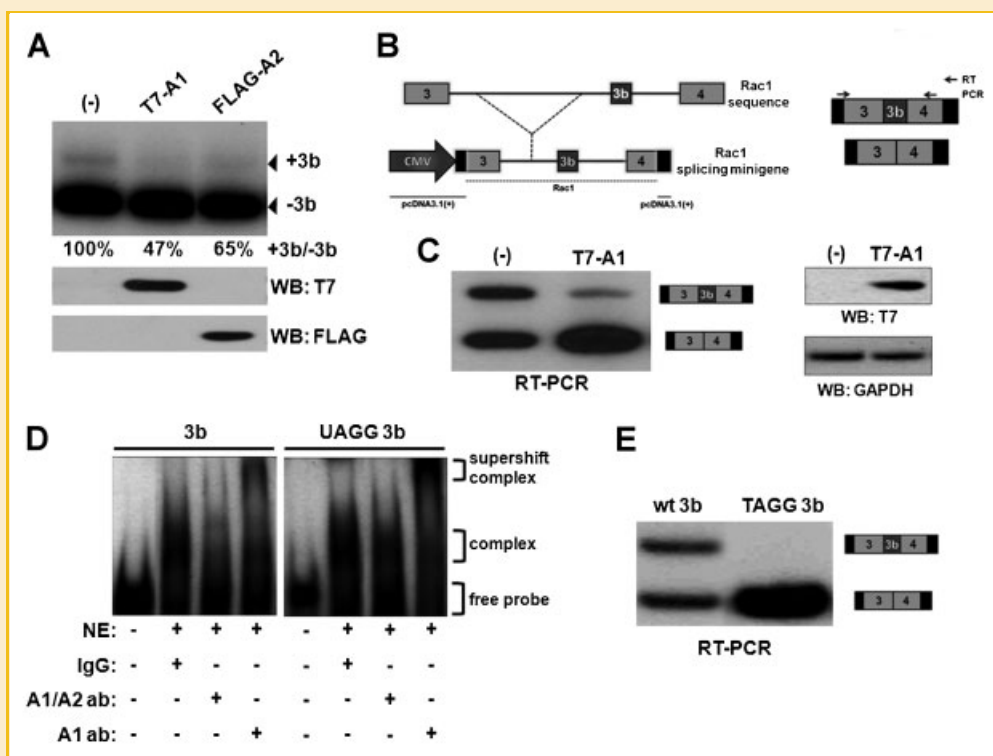 A
(-) T7-A1 FLAG-A2
+3b
-3b
100% 47% 65% +3b/-3b
WB: T7
WB: FLAG
B
3 3b 4
Rac1
sequence
CMV 3 3b 4
Rac1
splicing minigene
Rac1
pcDNA3.1(+) pcDNA3.1(+)
RT
PCR
3 3b 4
3 4
C
(-) T7-A1
3 3b 4
3 4
RT-PCR
(-) T7-A1
WB: T7
WB: GAPDH
D
3b UAGG 3b
supershift
complex
complex
free probe
NE: - + + + - + + +
IgG: - + - - - + - -
A1/A2 ab: - - + - - - + -
A1 ab: - - - + - - - +
E
wt 3b TAGG 3b
3 3b 4
3 4
RT-PCR